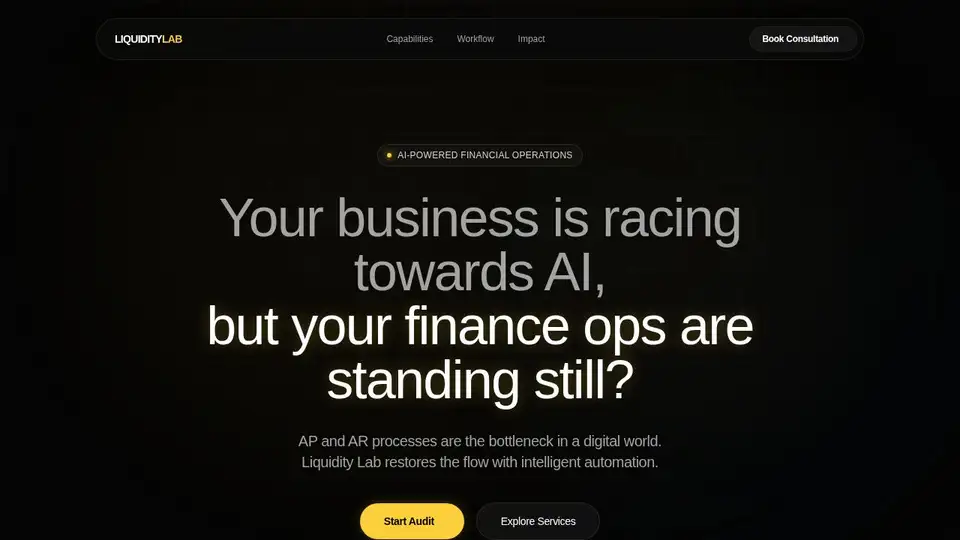 LIQUIDITYLAB
Capabilities
Workflow
Impact
Book Consultation
AI-POWERED FINANCIAL OPERATIONS
Your business is racing
towards AI,
but your finance ops are
standing still?
AP and AR processes are the bottleneck in a digital world.
Liquidity Lab restores the flow with intelligent automation.
Start Audit
Explore Services